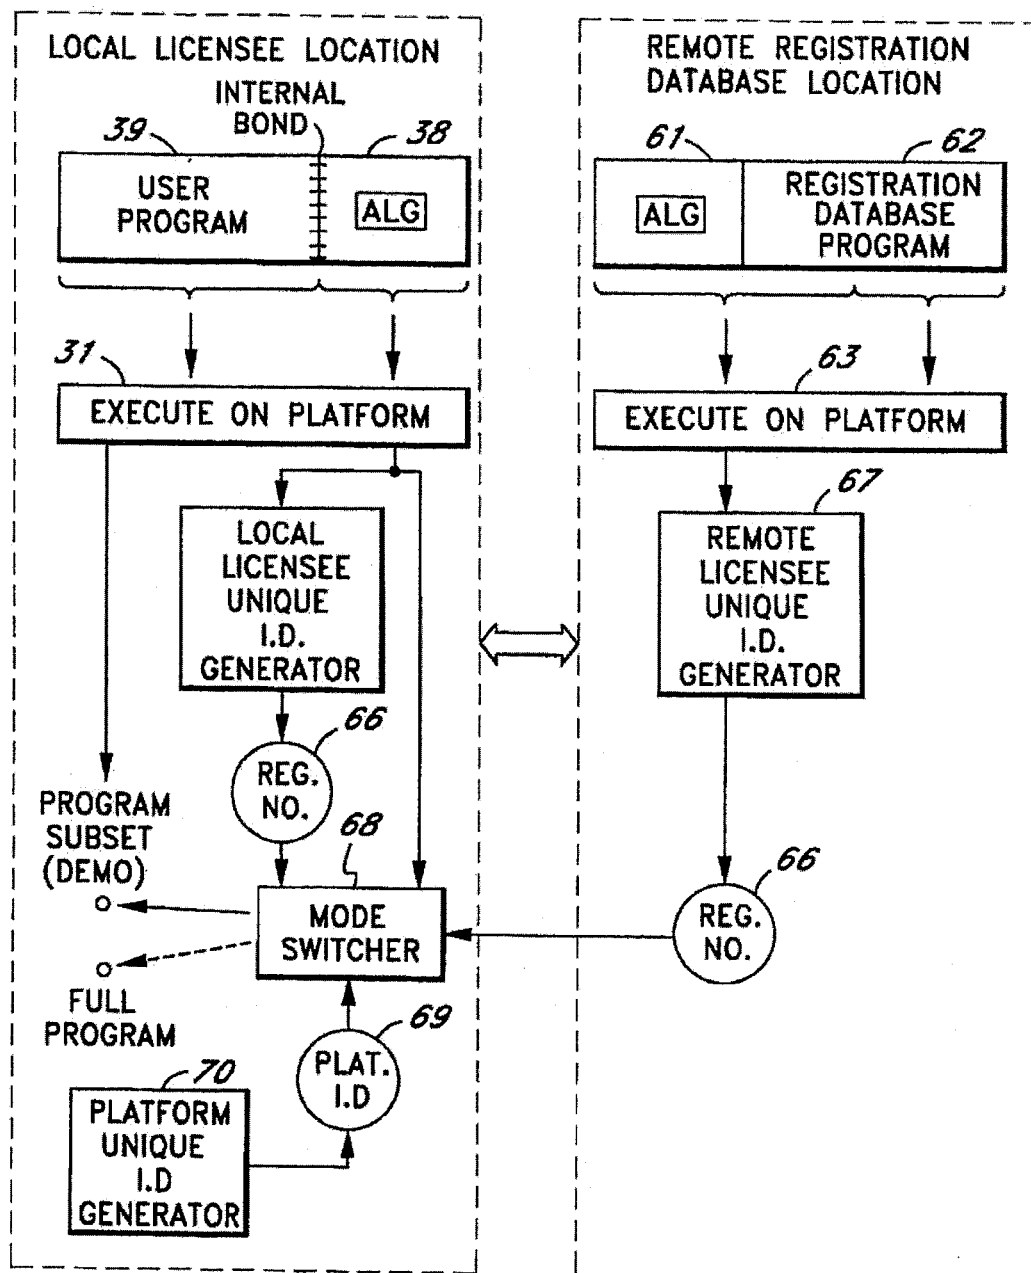 LOCAL LICENSEE LOCATION
INTERNAL
BOND
39
38
USER
PROGRAM
ALG
31
EXECUTE ON PLATFORM
LOCAL
LICENSEE
UNIQUE
I.D.
GENERATOR
66
REG.
NO.
PROGRAM
SUBSET
(DEMO)
68
MODE
SWITCHER
FULL
PROGRAM
69
PLAT.
I.D
70
PLATFORM
UNIQUE
I.D
GENERATOR
REMOTE REGISTRATION
DATABASE LOCATION
61
62
ALG
REGISTRATION
DATABASE
PROGRAM
63
EXECUTE ON PLATFORM
67
REMOTE
LICENSEE
UNIQUE
I.D.
GENERATOR
66
REG.
NO.